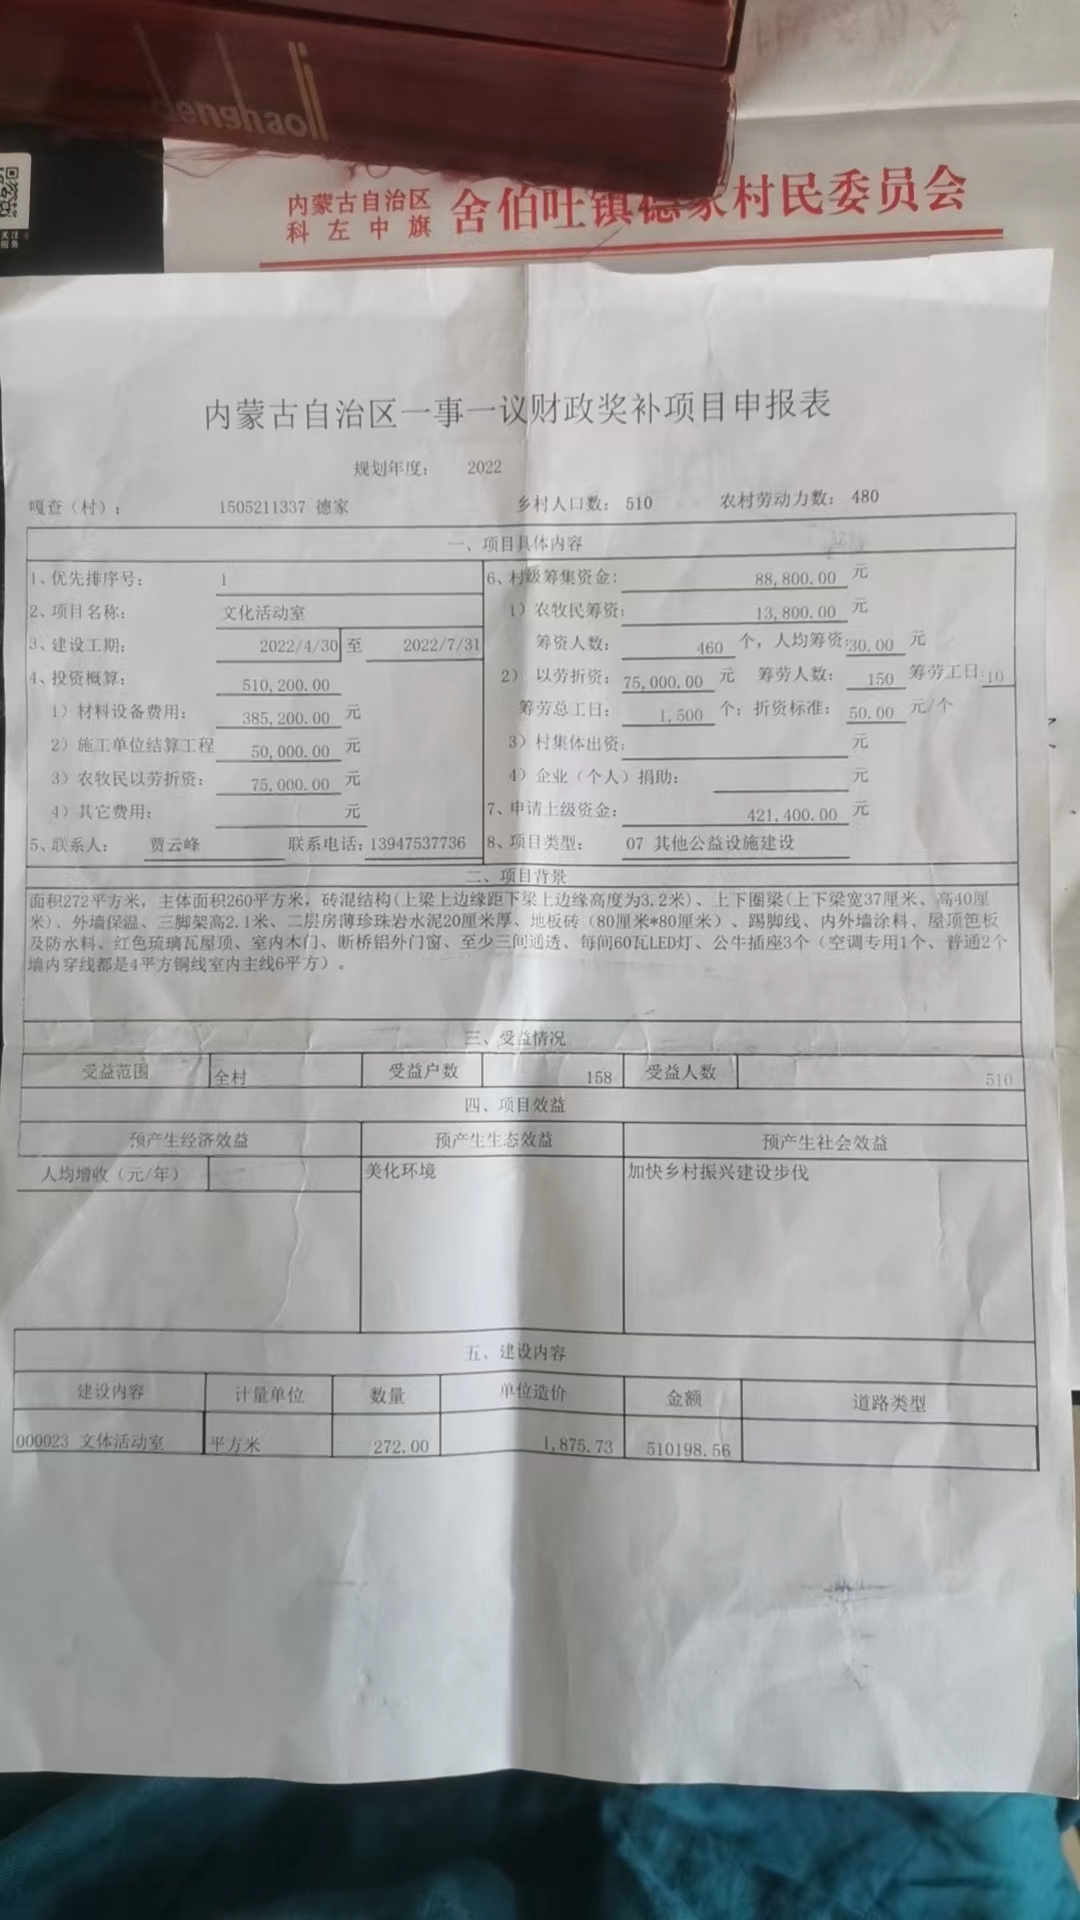 denghaoli
关注
服务
内蒙古自治区
科左中旗
舍伯吐镇德家村民委员会
内蒙古自治区一事一议财政奖补项目申报表
规划年度： 2022
嘎查（村）： 1505211337 德家 乡村人口数： 510 农村劳动力数： 480
一、项目具体内容
1、优先排序号： 1
2、项目名称： 文化活动室
3、建设工期： 2022/4/30 至 2022/7/31
4、投资概算： 510,200.00
1）材料设备费用： 385,200.00 元
2）施工单位结算工程 50,000.00 元
3）农牧民以劳折资： 75,000.00 元
4）其它费用： 元
5、联系人： 贾云峰 联系电话：13947537736
6、村级筹集资金： 88,800.00 元
1）农牧民筹资： 13,800.00 元
筹资人数： 460 个，人均筹资：30.00 元
2） 以劳折资： 75,000.00 元 筹劳人数： 150 筹劳工日：10
筹劳总工日： 1,500 个；折资标准： 50.00 元/个
3）村集体出资： 元
4）企业（个人）捐助： 元
7、申请上级资金： 421,400.00 元
8、项目类型： 07 其他公益设施建设
二、项目背景
面积272平方米，主体面积260平方米，砖混结构(上梁上边缘距下梁上边缘高度为3.2米)、上下圈梁(上下梁宽37厘米、高40厘
米)、外墙保温、三脚架高2.1米、二层房薄珍珠岩水泥20厘米厚、地板砖（80厘米*80厘米）、踢脚线、内外墙涂料，屋顶笆板
及防水料、红色琉璃瓦屋顶、室内木门、断桥铝外门窗、至少三间通透、每间60瓦LED灯、公牛插座3个（空调专用1个、普通2个
墙内穿线都是4平方铜线室内主线6平方）。
三、受益情况
受益范围 全村 受益户数 158 受益人数 510
四、项目效益
预产生经济效益 预产生生态效益 预产生社会效益
人均增收（元/年） 美化环境 加快乡村振兴建设步伐
五、建设内容
建设内容 计量单位 数量 单位造价 金额 道路类型
000023 文体活动室 平方米 272.00 1,875.73 510198.56